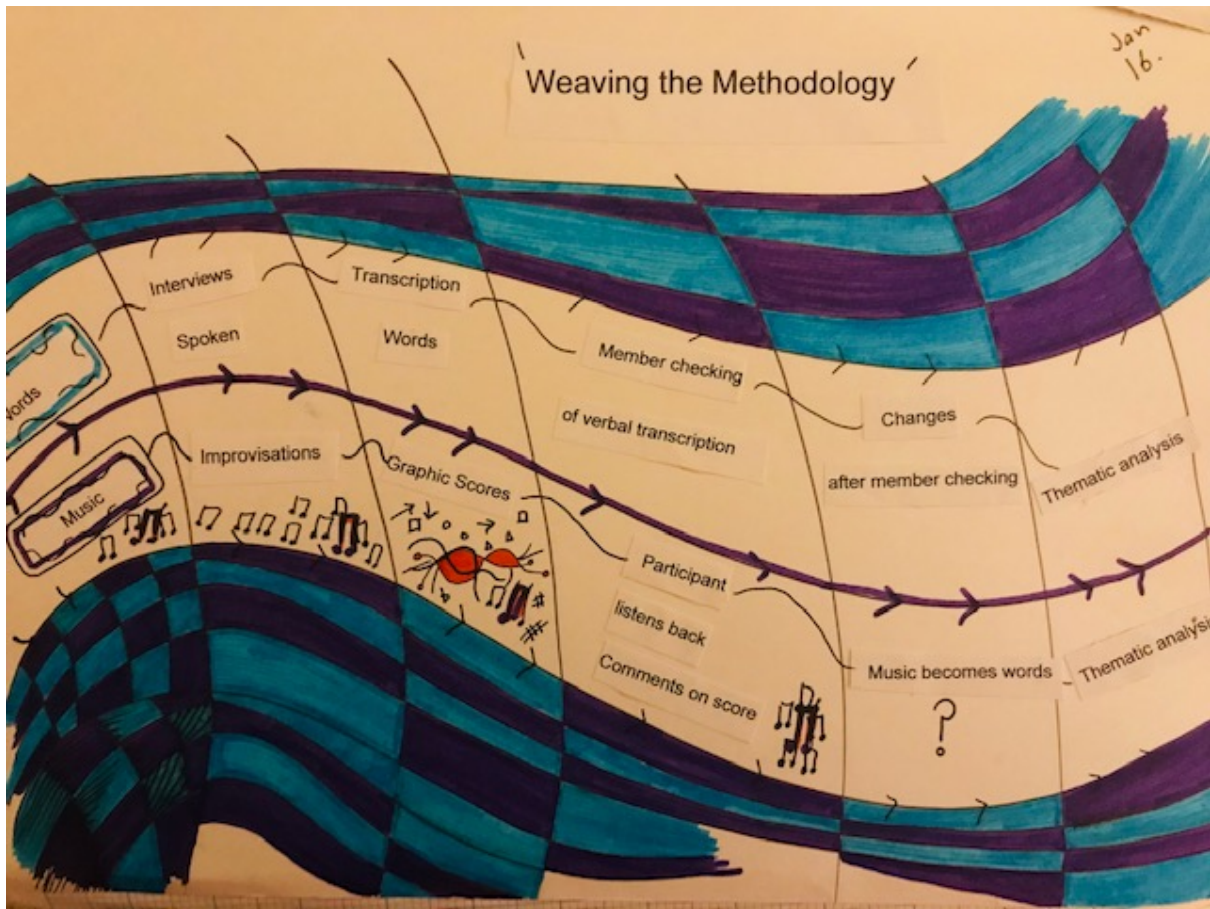 Weaving the Methodology
Jan
16.
Words
Interviews
Spoken
Transcription
Words
Member checking
of verbal transcription
Changes
after member checking
Thematic analysis
Music
Improvisations
Graphic Scores
Participant
listens back
Comments on score
Music becomes words
?
Thematic analysis